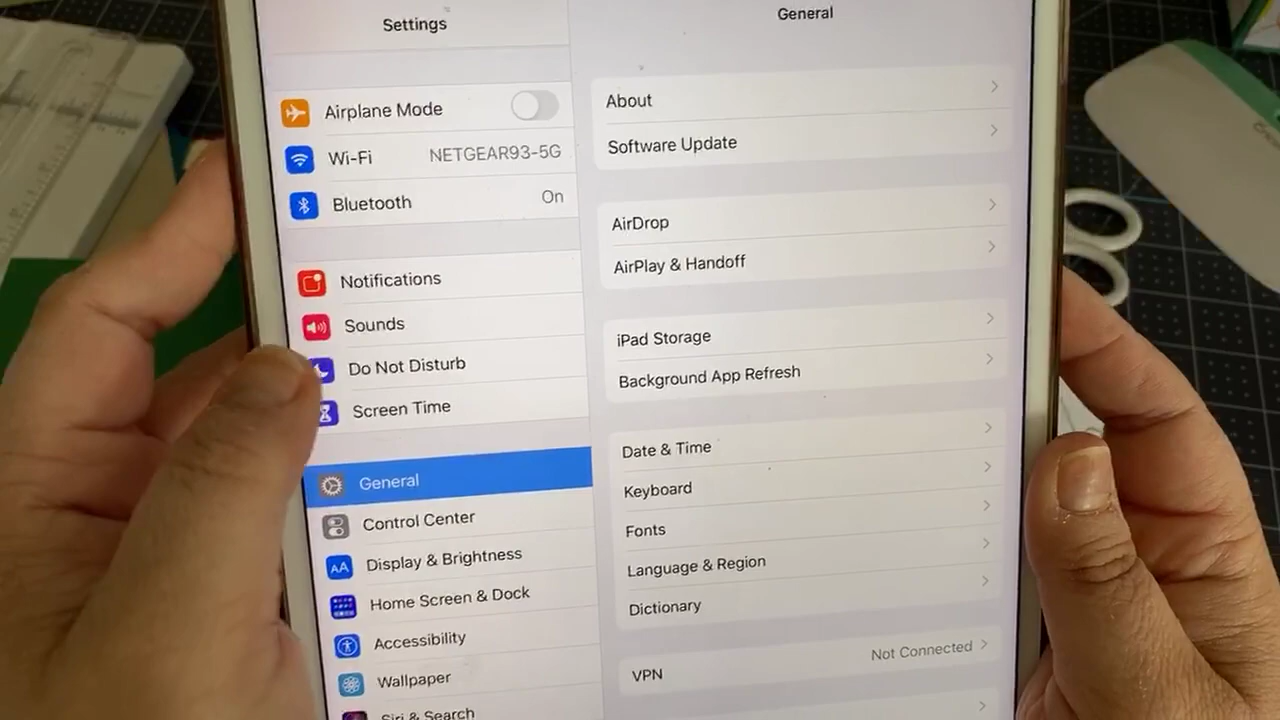 Settings
Airplane Mode
Wi-Fi NETGEAR93-5G
Bluetooth On
Notifications
Sounds
Do Not Disturb
Screen Time
General
Control Center
AA Display & Brightness
Home Screen & Dock
Accessibility
Wallpaper
Siri & Search
General
About
Software Update
AirDrop
AirPlay & Handoff
iPad Storage
Background App Refresh
Date & Time
Keyboard
Fonts
Language & Region
Dictionary
VPN Not Connected